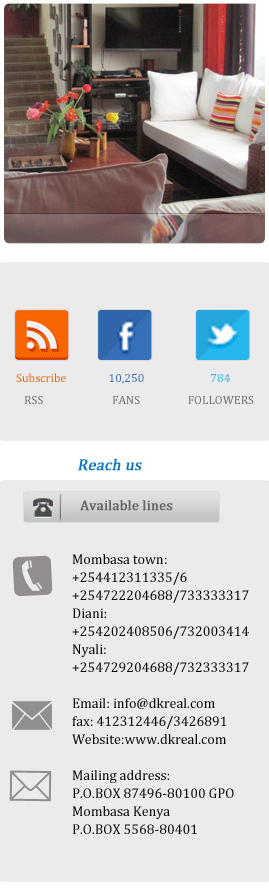 Subscribe 10,250 784
RSS FANS FOLLOWERS
Reach us
Available lines
Mombasa town:
+254412311335/6
+254722204688/733333317
Diani:
+254202408506/732003414
Nyali:
+254729204688/732333317
Email: info@dkreal.com
fax: 412312446/3426891
Website:www.dkreal.com
Mailing address:
P.O.BOX 87496-80100 GPO
Mombasa Kenya
P.O.BOX 5568-80401